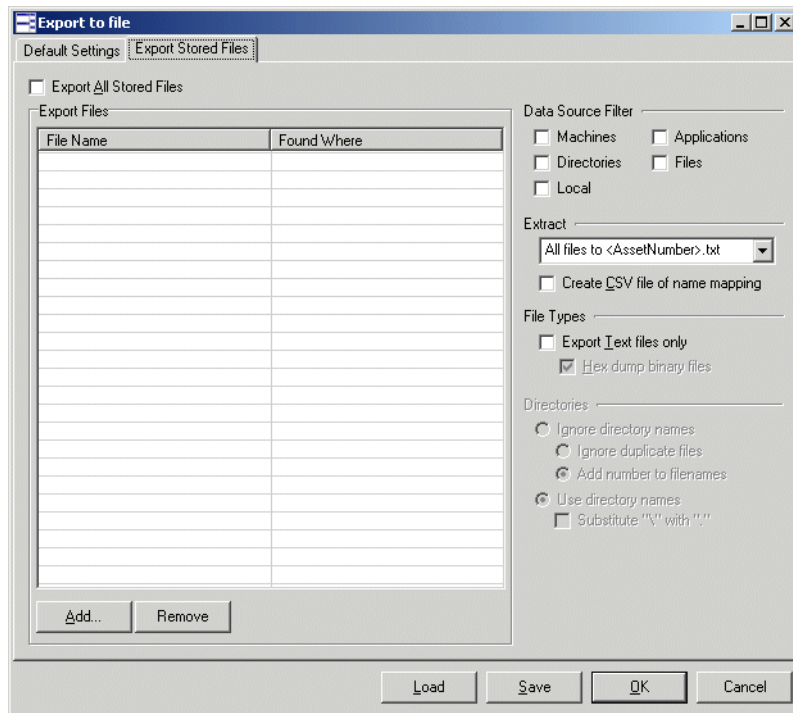 Export to file
Default Settings
Export Stored Files
Export All Stored Files
Export Files
File Name
Found Where
Add...
Remove
Data Source Filter
Machines
Applications
Directories
Files
Local
Extract
All files to <AssetNumber>.txt
Create CSV file of name mapping
File Types
Export Text files only
Hex dump binary files
Directories
Ignore directory names
Ignore duplicate files
Add number to filenames
Use directory names
Substitute "\" with "."
Load
Save
OK
Cancel